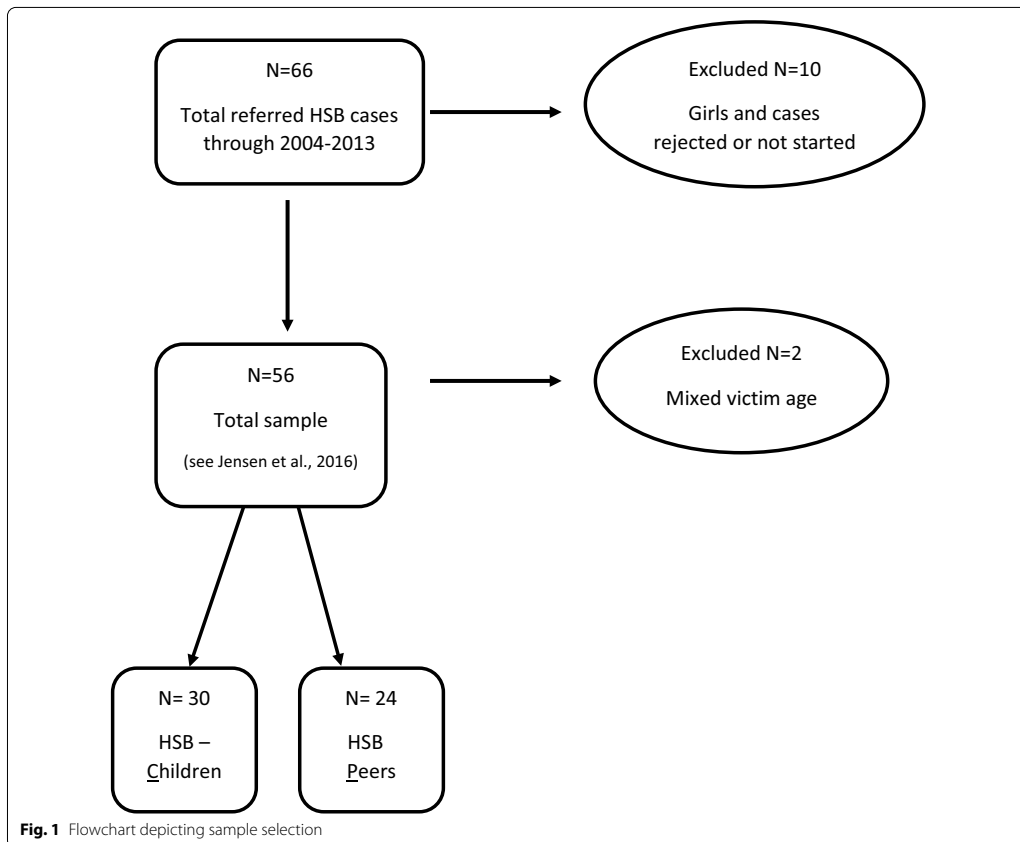 N=66
Total referred HSB cases
through 2004-2013
Excluded N=10
Girls and cases
rejected or not started
N=56
Total sample
(see Jensen et al., 2016)
Excluded N=2
Mixed victim age
N= 30
HSB –
Children
N= 24
HSB
Peers
Fig. 1 Flowchart depicting sample selection